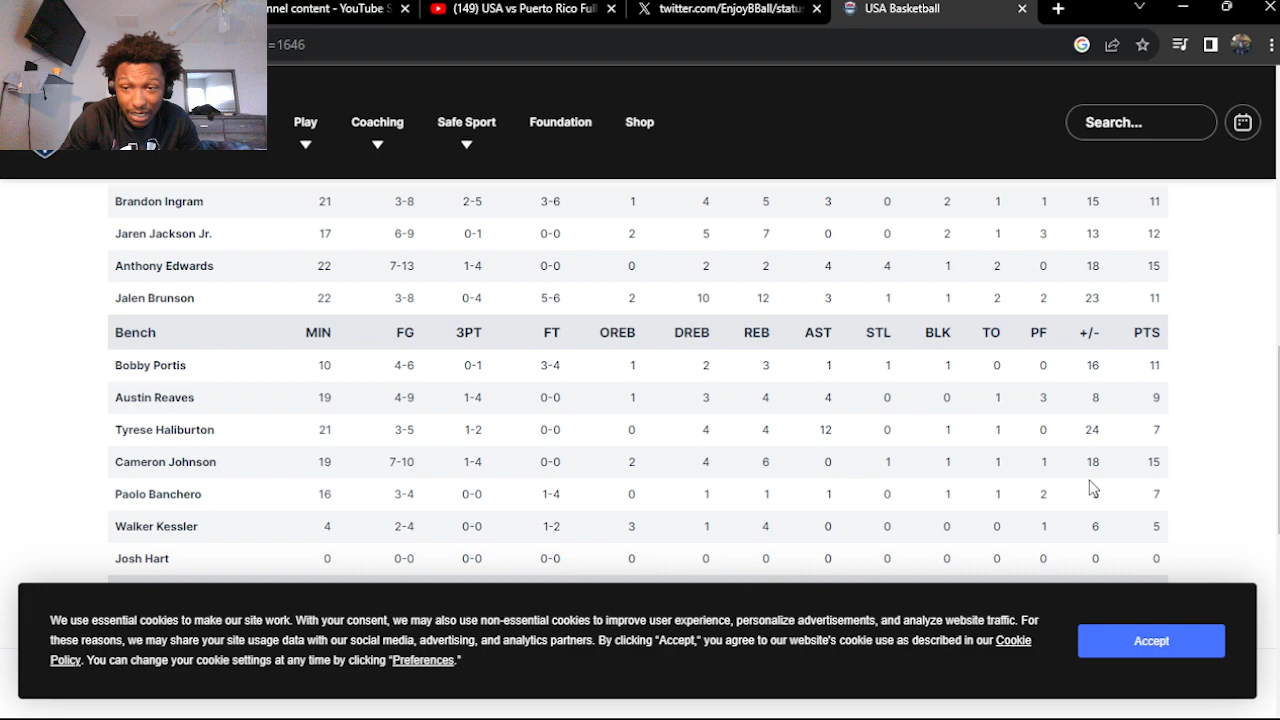 nnel content - YouTube S
(149) USA vs Puerto Rico Full
twitter.com/EnjoyBBall/statu
USA Basketball
=1646
Play Coaching Safe Sport Foundation Shop
Search...
Brandon Ingram 21 3-8 2-5 3-6 1 4 5 3 0 2 1 1 15 11
Jaren Jackson Jr. 17 6-9 0-1 0-0 2 5 7 0 0 2 1 3 13 12
Anthony Edwards 22 7-13 1-4 0-0 0 2 2 4 4 1 2 0 18 15
Jalen Brunson 22 3-8 0-4 5-6 2 10 12 3 1 1 2 2 23 11
Bench MIN FG 3PT FT OREB DREB REB AST STL BLK TO PF +/- PTS
Bobby Portis 10 4-6 0-1 3-4 1 2 3 1 1 1 0 0 16 11
Austin Reaves 19 4-9 1-4 0-0 1 3 4 4 0 0 1 3 8 9
Tyrese Haliburton 21 3-5 1-2 0-0 0 4 4 12 0 1 1 0 24 7
Cameron Johnson 19 7-10 1-4 0-0 2 4 6 0 1 1 1 1 18 15
Paolo Banchero 16 3-4 0-0 1-4 0 1 1 1 0 1 1 2 7
Walker Kessler 4 2-4 0-0 1-2 3 1 4 0 0 0 0 1 6 5
Josh Hart 0 0-0 0-0 0-0 0 0 0 0 0 0 0 0 0 0
We use essential cookies to make our site work. With your consent, we may also use non-essential cookies to improve user experience, personalize advertisements, and analyze website traffic. For
these reasons, we may share your site usage data with our social media, advertising, and analytics partners. By clicking “Accept,” you agree to our website's cookie use as described in our Cookie
Policy. You can change your cookie settings at any time by clicking “Preferences.”
Accept